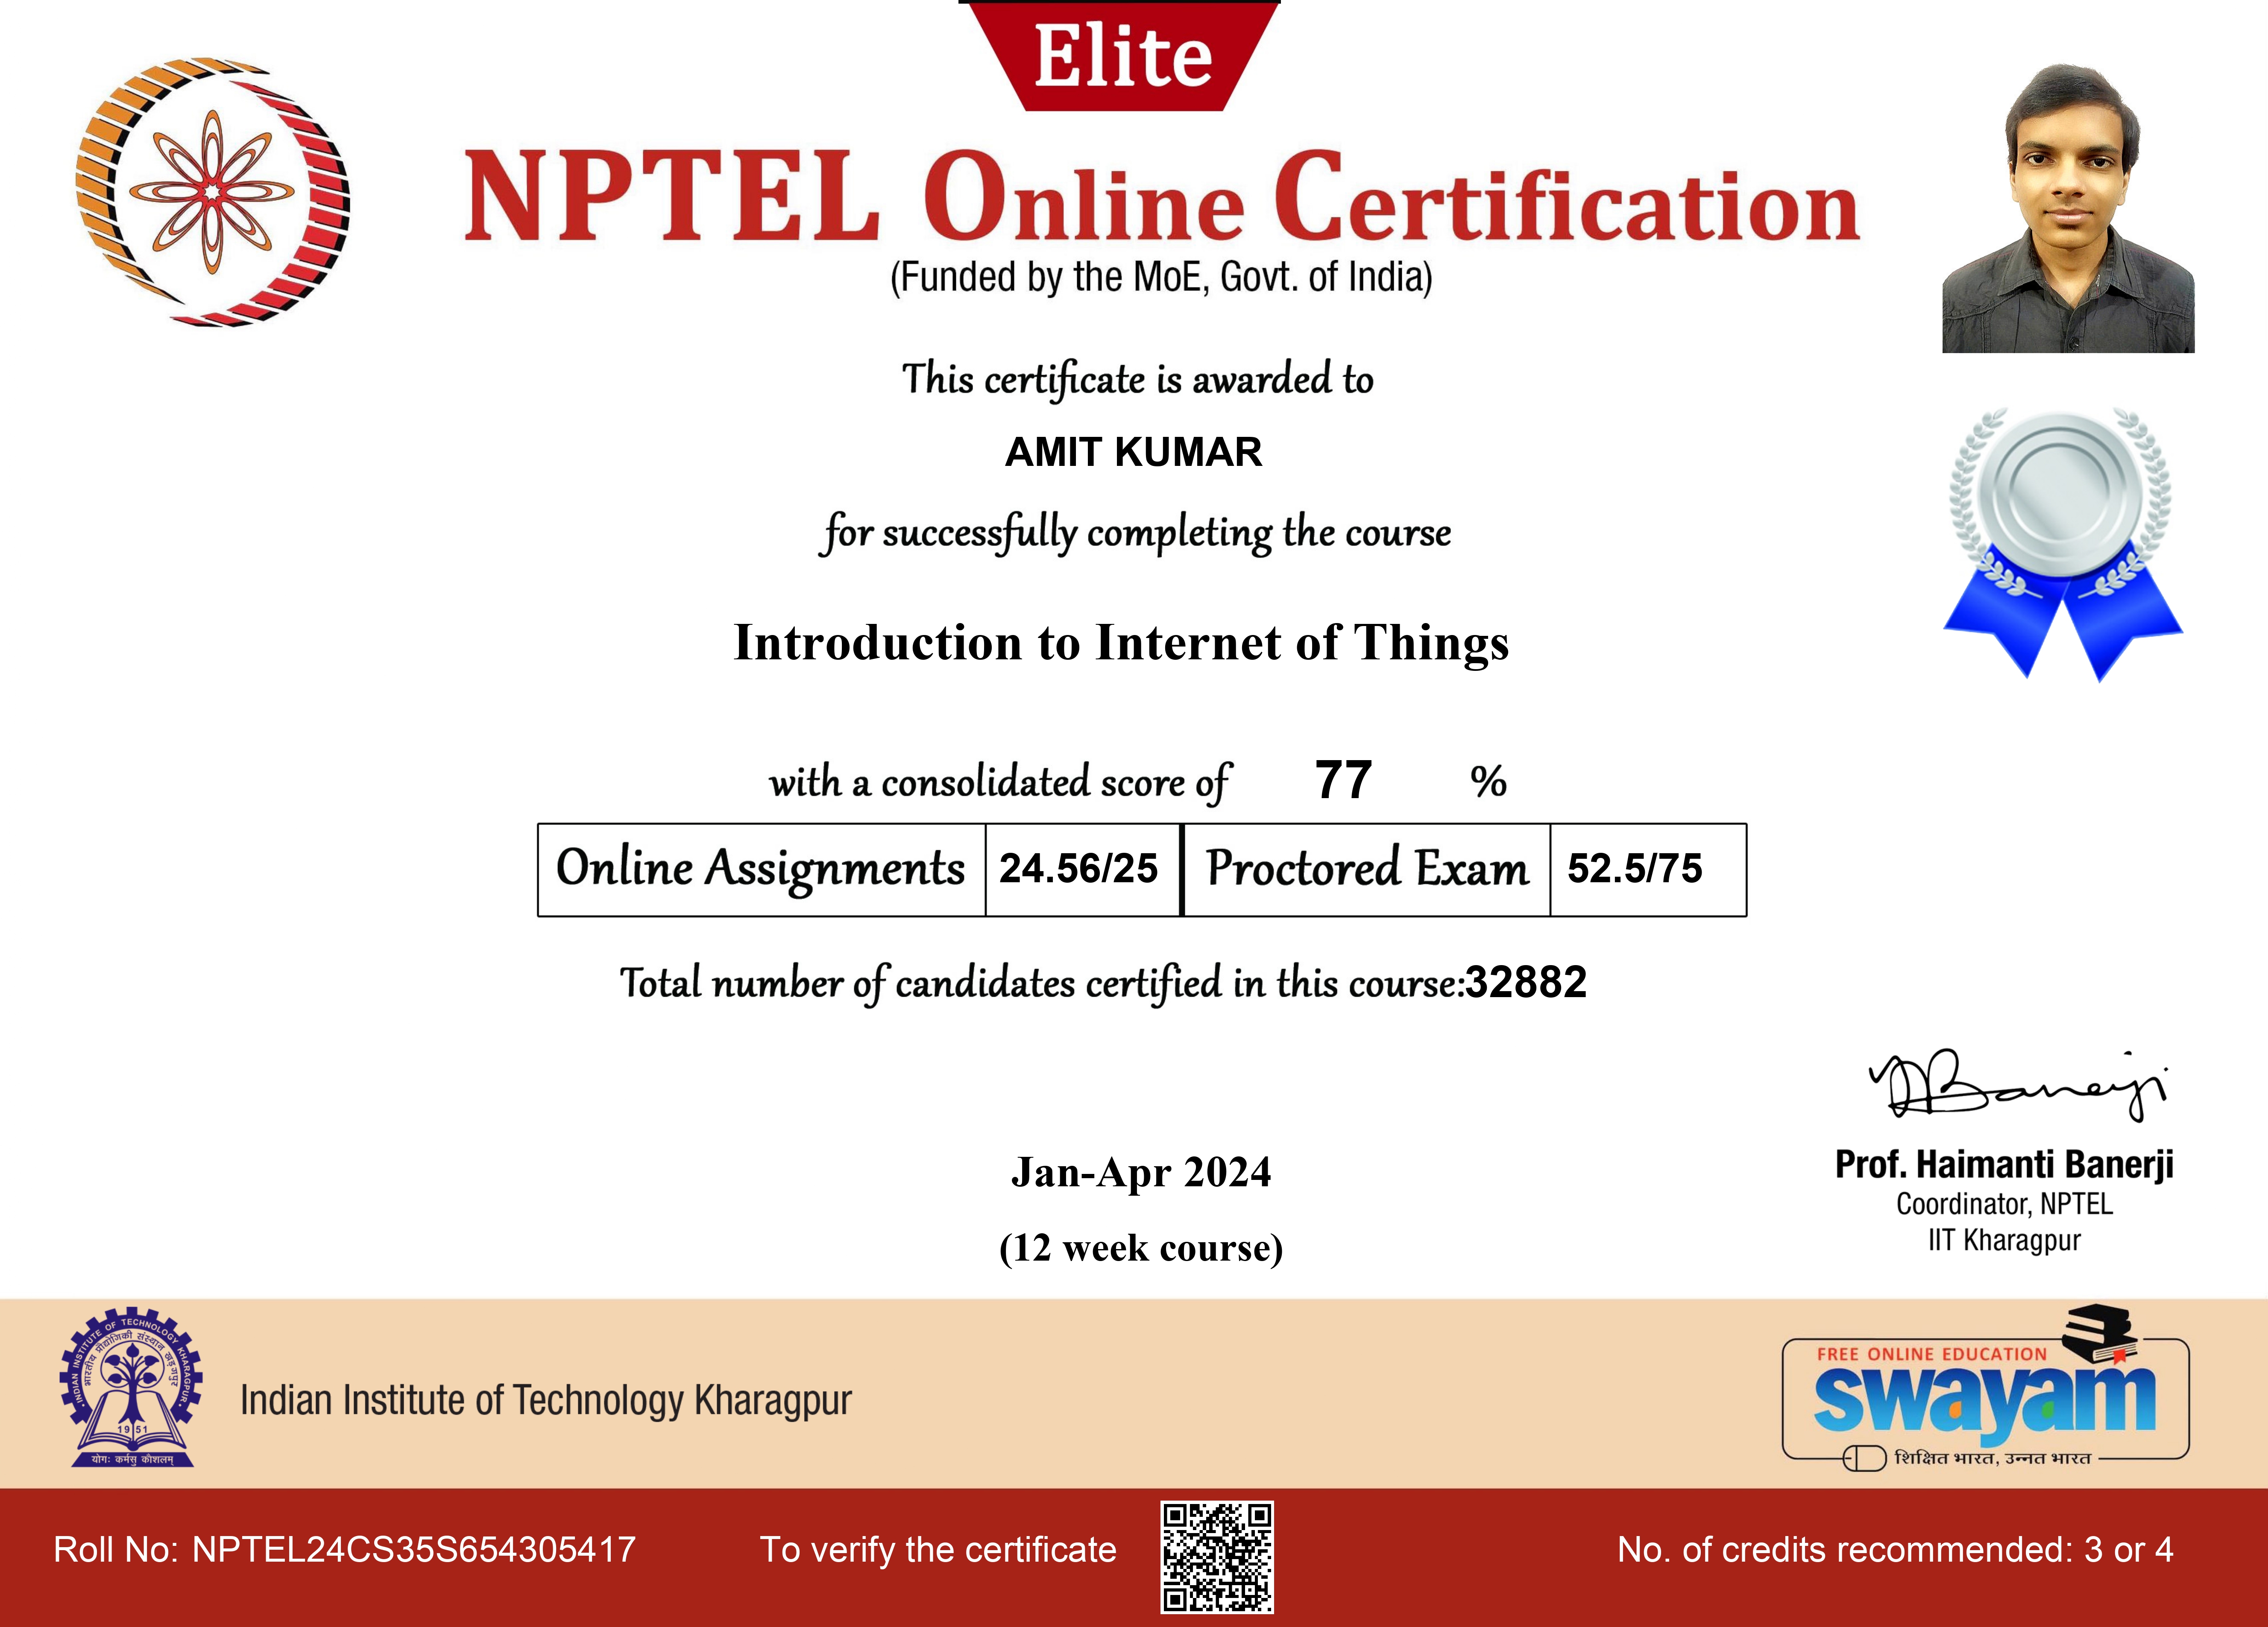 Elite
NPTEL Online Certification
(Funded by the MoE, Govt. of India)
This certificate is awarded to
AMIT KUMAR
for successfully completing the course
Introduction to Internet of Things
with a consolidated score of 77 %
Online Assignments 24.56/25 Proctored Exam 52.5/75
Total number of candidates certified in this course:32882
Jan-Apr 2024
(12 week course)
Banerji
Prof. Haimanti Banerji
Coordinator, NPTEL
IIT Kharagpur
INDIAN INSTITUTE OF TECHNOLOGY KHARAGPUR
भारतीय प्रौद्योगिकी संस्थान खड़गपुर
1951
योगः कर्मसु कौशलम्
Indian Institute of Technology Kharagpur
FREE ONLINE EDUCATION
swayam
शिक्षित भारत, उन्नत भारत
Roll No: NPTEL24CS35S654305417
To verify the certificate
No. of credits recommended: 3 or 4